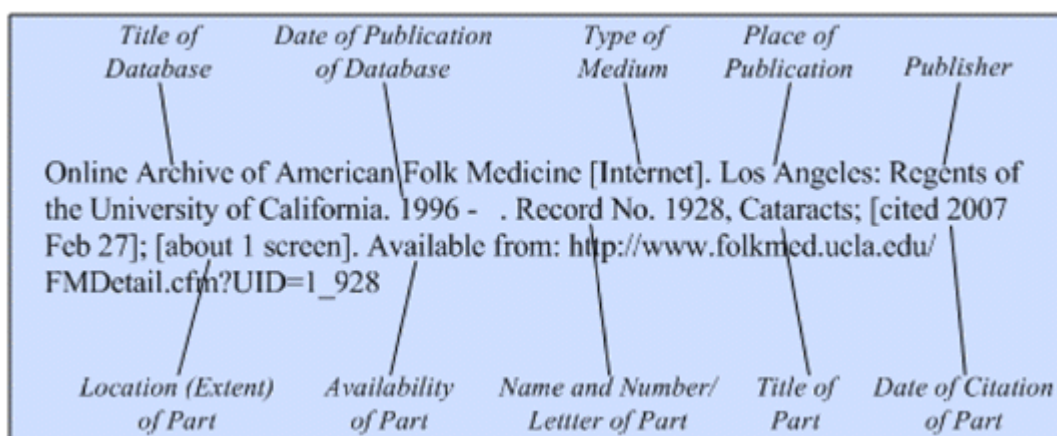 Title of Date of Publication Type of Place of
Database of Database Medium Publication Publisher
Online Archive of American Folk Medicine [Internet]. Los Angeles: Regents of
the University of California. 1996 - . Record No. 1928, Cataracts; [cited 2007
Feb 27]; [about 1 screen]. Available from: http://www.folkmed.ucla.edu/
FMDetail.cfm?UID=1_928
Location (Extent) Availability Name and Number/ Title of Date of Citation
of Part of Part Lettter of Part Part of Part